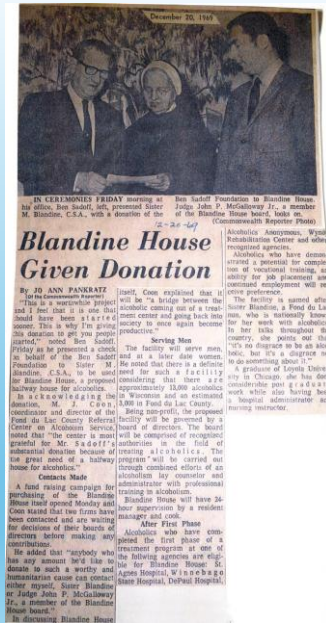 December 20, 1969
IN CEREMONIES FRIDAY morning at
his office, Ben Sadoff, left, presented Sister
M. Blandine, C.S.A., with a donation of the
Ben Sadoff Foundation to Blandine House.
Judge John P. McGalloway Jr., a member
of the Blandine House board, looks on.
(Commonwealth Reporter Photo)
12-20-69
Blandine House
Given Donation
By JO ANN PANKRATZ
(Of the Commonwealth Reporter)
"This is a worthwhile project
and I feel that it is one that
should have been started
sooner. This is why I'm giving
this donation to get you people
started," noted Ben Sadoff,
Friday as he presented a check
on behalf of the Ben Sadoff
Foundation to Sister M.
Blandine, C.S.A., to be used
for Blandine House, a proposed
halfway house for alcoholics.
In acknowledging the
donation, M. J. Coon,
coordinator and director of the
Fond du Lac County Referral
Center on Alcoholism Service,
noted that "the center is most
grateful for Mr. Sadoff's
substantial donation because of
the great need of a halfway
house for alcoholics."
Contacts Made
A fund raising campaign for
purchasing of the Blandine
House itself opened Monday and
Coon stated that two firms have
been contacted and are waiting
for decisions of their boards of
directors before making any
contributions.
He added that "anybody who
has any amount he'd like to
donate to such a worthy and
humanitarian cause can contact
either myself, Sister Blandine
or Judge John P. McGalloway
Jr., a member of the Blandine
House board."
In discussing Blandine House
itself, Coon explained that it
will be "a bridge between the
alcoholic coming out of a treat-
ment center and going back into
society to once again become
productive."
Serving Men
The facility will serve men,
and at a later date women.
He noted that there is a definite
need for such a facility
considering that there are
approximately 13,000 alcoholics
in Wisconsin and an estimated
2,000 in Fond du Lac County.
Being non-profit, the proposed
facility will be governed by a
board of directors. The board
will be comprised of recognized
authorities in the field of
treating alcoholics. The
program will be carried out
through combined efforts of an
alcoholism lay counselor and
administrator with professional
training in alcoholism.
Blandine House will have 24-
hour supervision by a resident
manager and cook.
After First Phase
Alcoholics who have com-
pleted the first phase of a
treatment program at one of
the following agencies are eligi-
ble for Blandine House: St.
Agnes Hospital, Winnebago
State Hospital, DePaul Hospital,
Alcoholics Anonymous,
Rehabilitation Center and other
recognized agencies.
Alcoholics who have demon-
strated a potential for comple-
tion of vocational training,
ability for job placement and
continued employment will re-
ceive preference.
The facility is named after
Sister Blandine, a Fond du Lac
nun, who is nationally known
for her work with alcoholics.
In her talks throughout the
country, she points out that
"it's no disgrace to be an alco-
holic, but it's a disgrace not
to do something about it."
A graduate of Loyola Univer-
sity in Chicago, she has done
considerable post graduate
work while also having been
a hospital administrator and
nursing instructor.